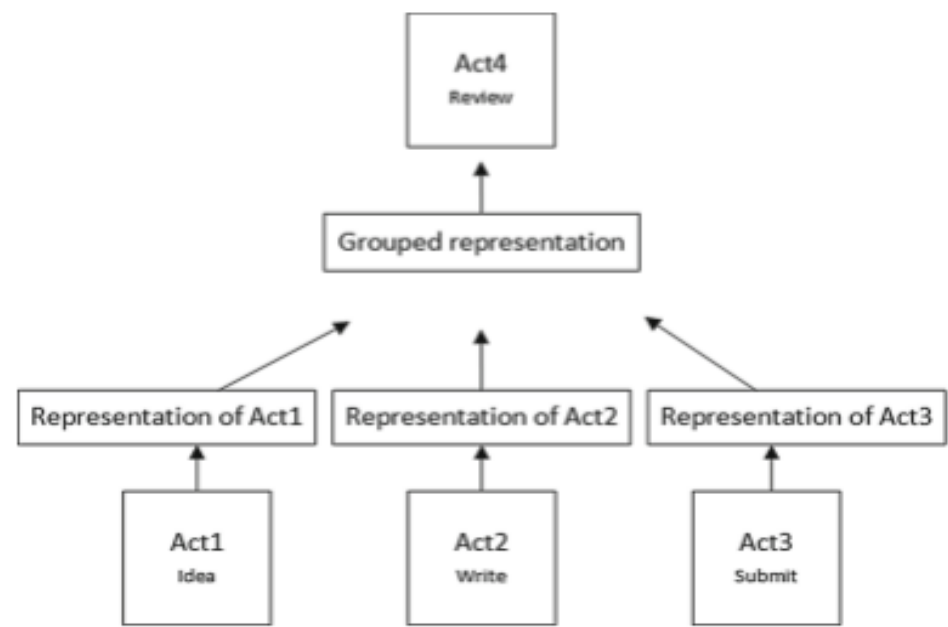 Act4
Review
Grouped representation
Representation of Act1
Representation of Act2
Representation of Act3
Act1
Idea
Act2
Write
Act3
Submit